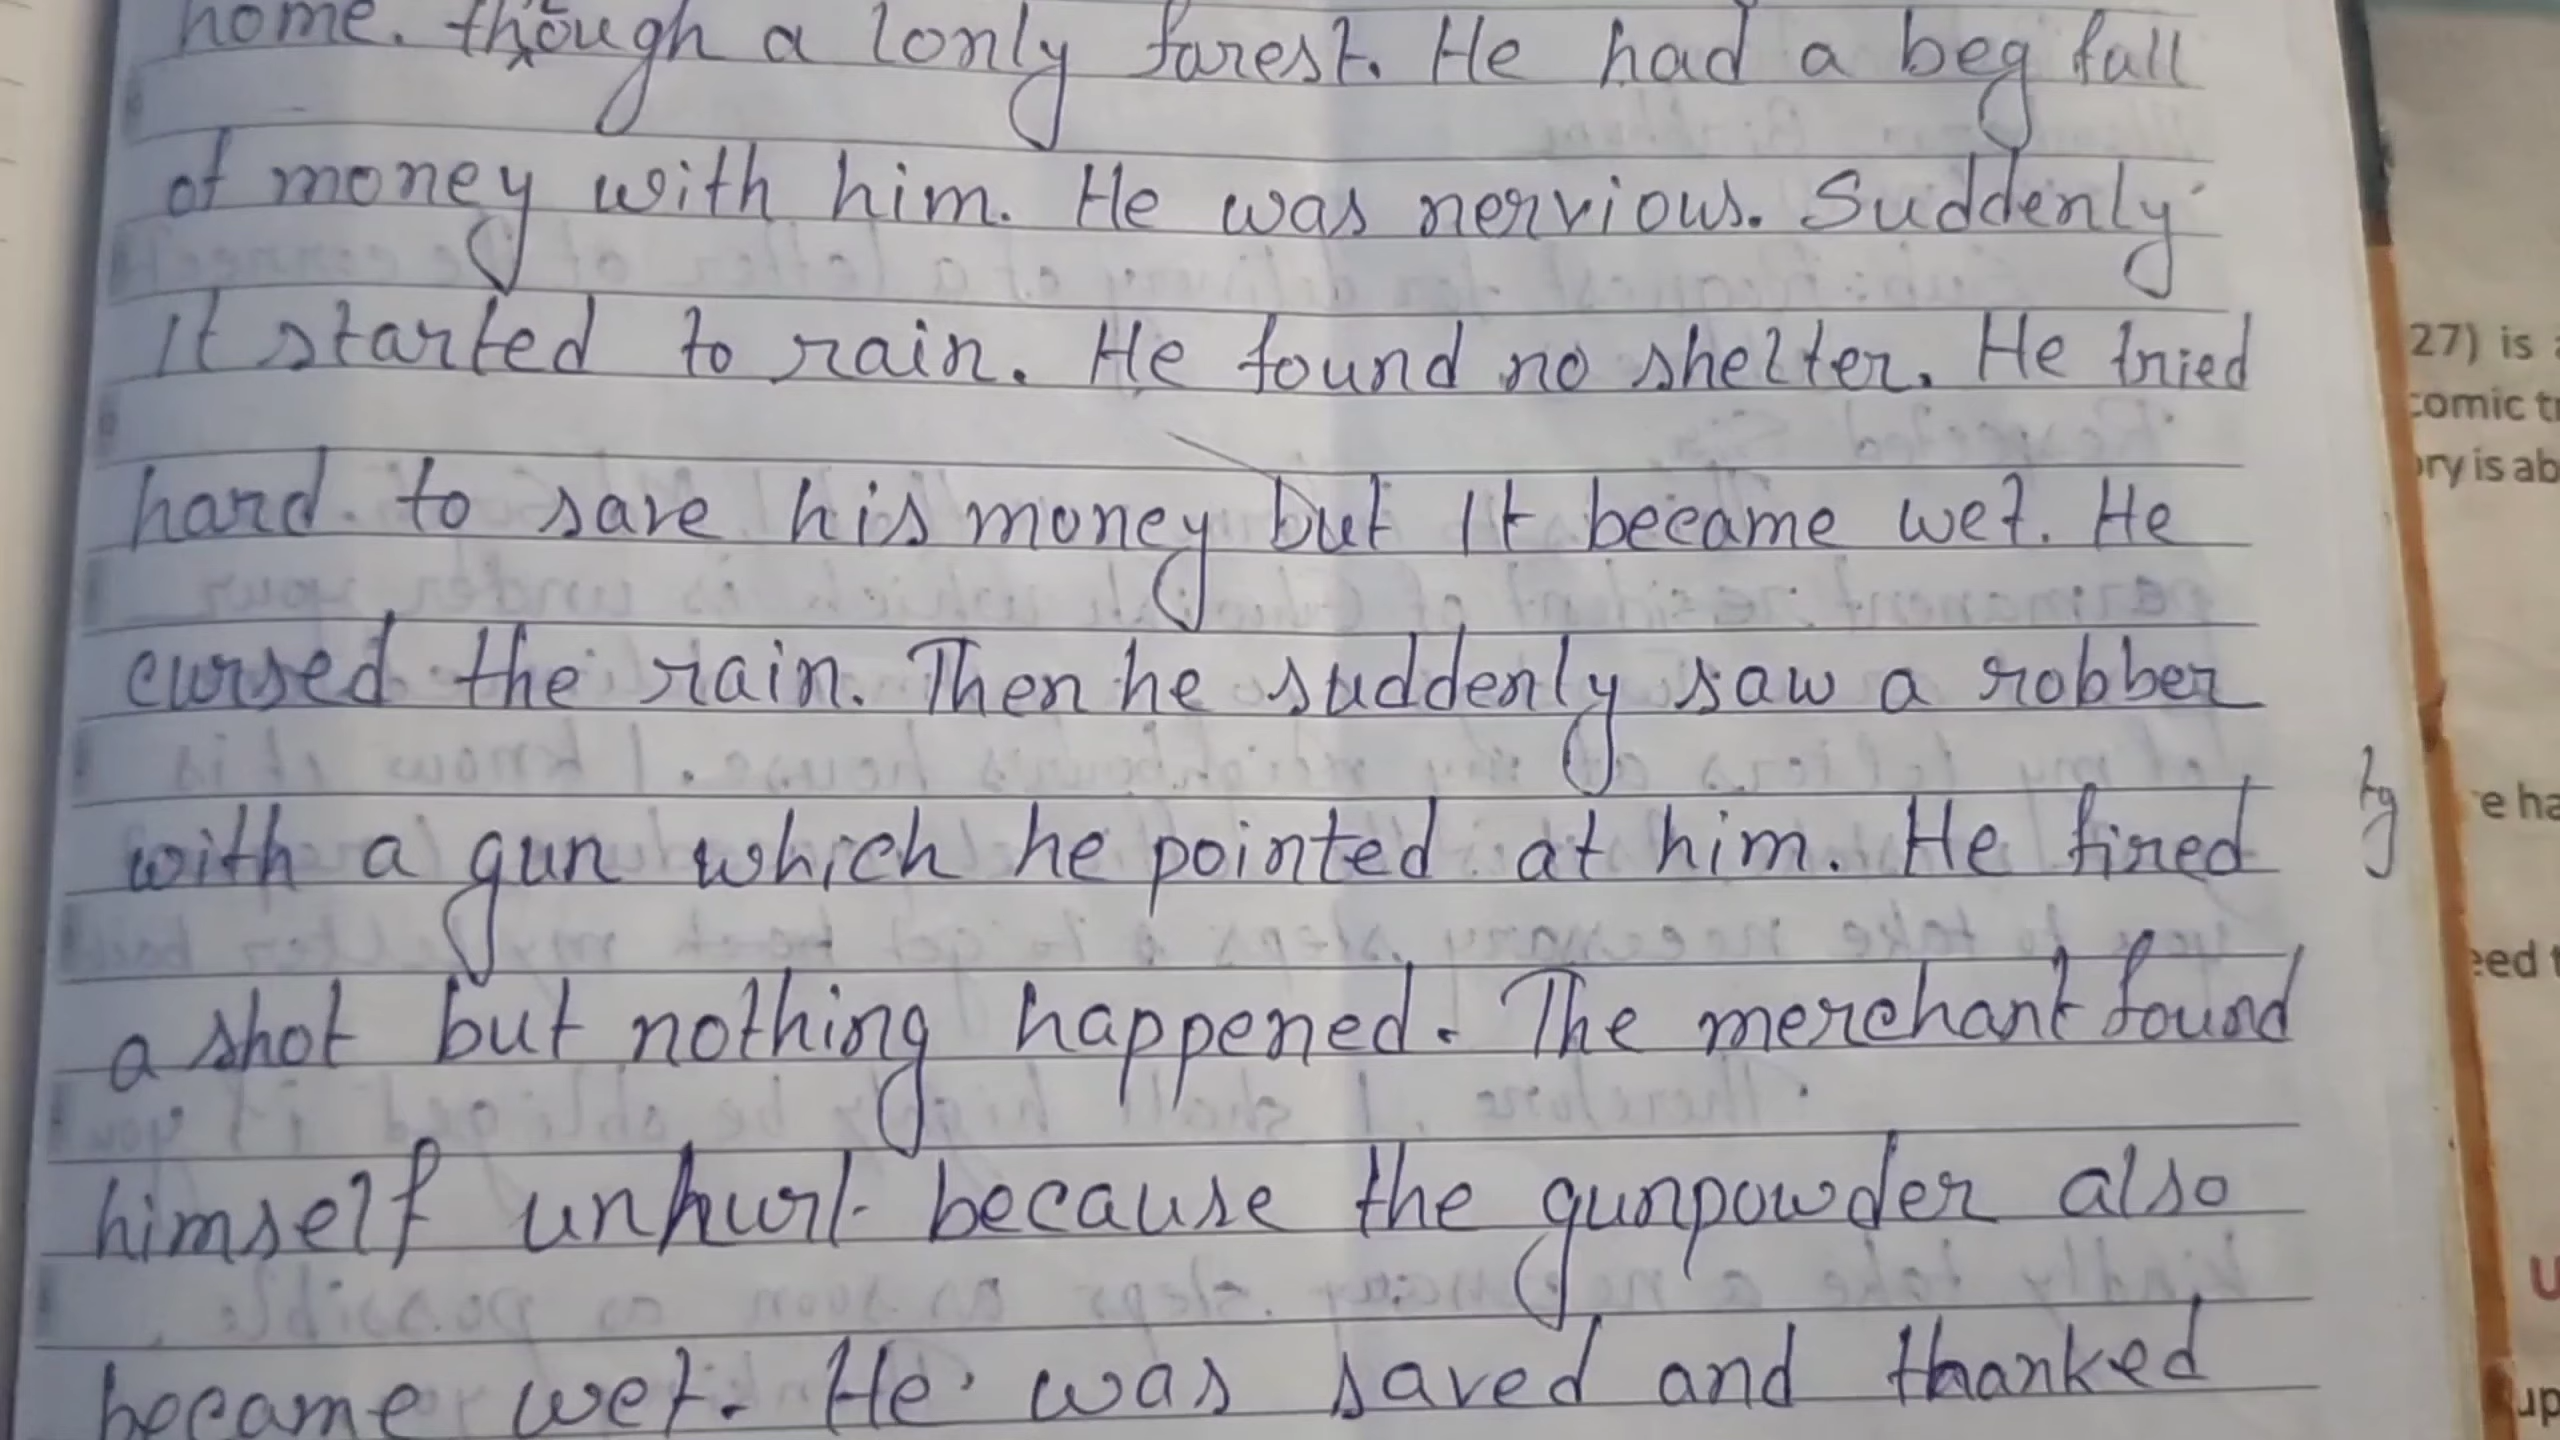 home. though a lonly farest. He had a beg full
of money with him. He was nervious. Suddenly
It started to rain. He found no shelter. He tried
hard to save his money but It became wet. He
cursed the rain. Then he suddenly saw a robber
with a gun which he pointed at him. He fired
a shot but nothing happened. The merchant found
himself unhurt because the gunpowder also
became wet. He was saved and thanked
27) is
comic
ry is ab
e ha
eed t
U
up